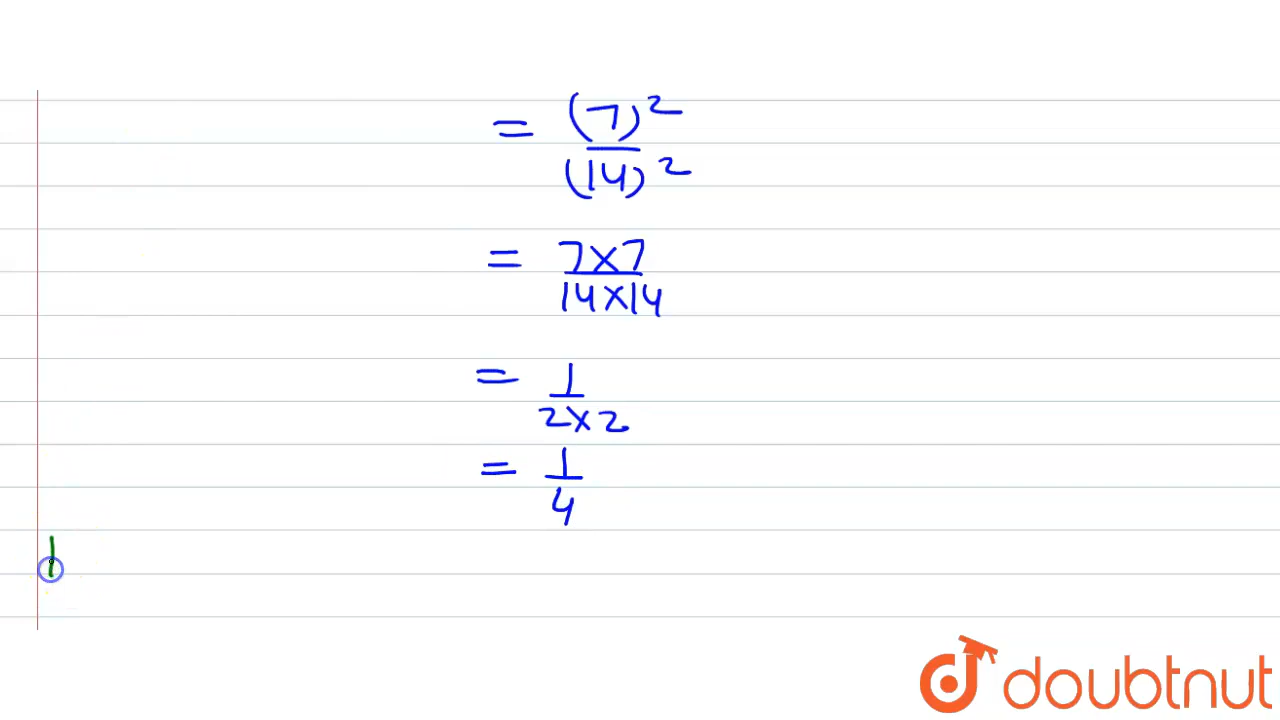 = (7)² / (14)²
= 7×7 / 14×14
= 1 / 2×2
= 1 / 4
doubtnut